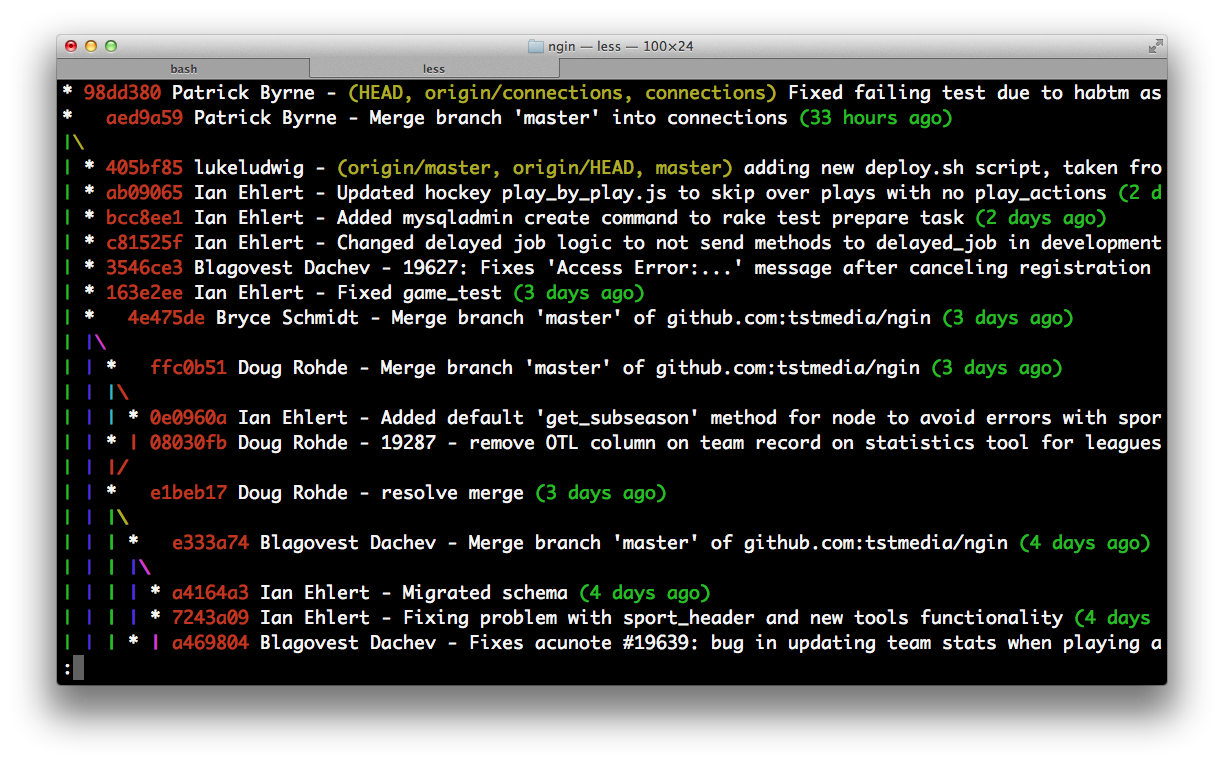 ngin — less — 100×24
bash less
* 98dd380 Patrick Byrne - (HEAD, origin/connections, connections) Fixed failing test due to habtm as
*   aed9a59 Patrick Byrne - Merge branch 'master' into connections (33 hours ago)
|\
| * 405bf85 lukeludwig - (origin/master, origin/HEAD, master) adding new deploy.sh script, taken fro
| * ab09065 Ian Ehlert - Updated hockey play_by_play.js to skip over plays with no play_actions (2 d
| * bcc8ee1 Ian Ehlert - Added mysqladmin create command to rake test prepare task (2 days ago)
| * c81525f Ian Ehlert - Changed delayed job logic to not send methods to delayed_job in development
| * 3546ce3 Blagovest Dachev - 19627: Fixes 'Access Error:...' message after canceling registration
| * 163e2ee Ian Ehlert - Fixed game_test (3 days ago)
| *   4e475de Bryce Schmidt - Merge branch 'master' of github.com:tstmedia/ngin (3 days ago)
| |\
| | *   ffc0b51 Doug Rohde - Merge branch 'master' of github.com:tstmedia/ngin (3 days ago)
| | |\
| | | * 0e0960a Ian Ehlert - Added default 'get_subseason' method for node to avoid errors with spor
| | * | 08030fb Doug Rohde - 19287 - remove OTL column on team record on statistics tool for leagues
| | |/
| | *   e1beb17 Doug Rohde - resolve merge (3 days ago)
| | |\
| | | *   e333a74 Blagovest Dachev - Merge branch 'master' of github.com:tstmedia/ngin (4 days ago)
| | | |\
| | | | * a4164a3 Ian Ehlert - Migrated schema (4 days ago)
| | | | * 7243a09 Ian Ehlert - Fixing problem with sport_header and new tools functionality (4 days
| | | * | a469804 Blagovest Dachev - Fixes acunote #19639: bug in updating team stats when playing a
: